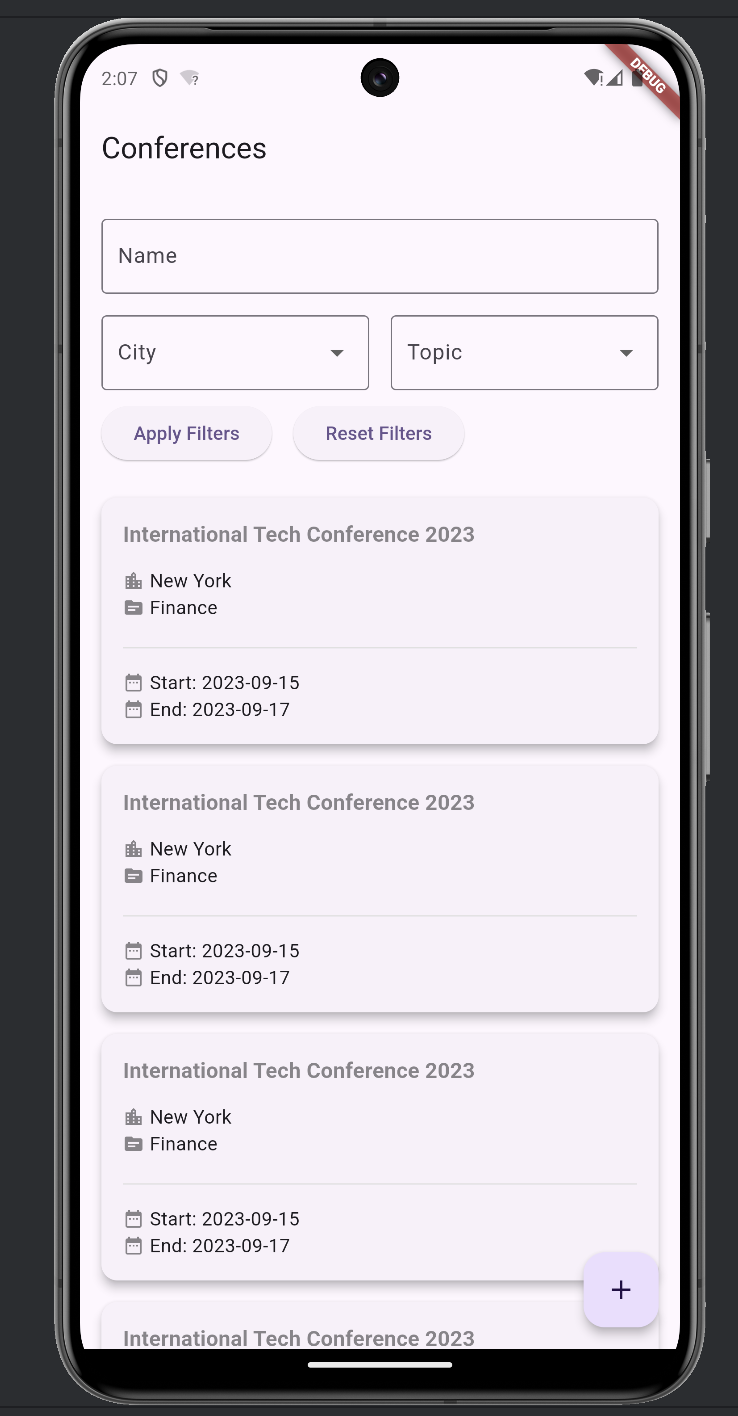 2:07
DEBUG
Conferences
Name
City Topic
Apply Filters Reset Filters
International Tech Conference 2023
New York
Finance
Start: 2023-09-15
End: 2023-09-17
International Tech Conference 2023
New York
Finance
Start: 2023-09-15
End: 2023-09-17
International Tech Conference 2023
New York
Finance
Start: 2023-09-15
End: 2023-09-17
+
International Tech Conference 2023